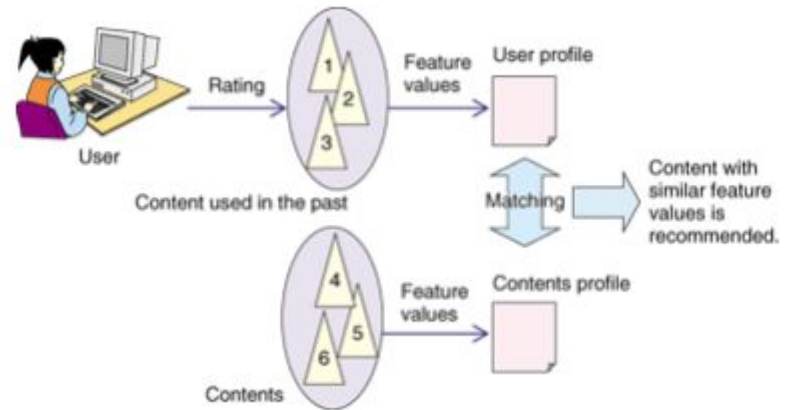 User
Rating
1
2
3
Content used in the past
Feature
values
User profile
Matching
Content with
similar feature
values is
recommended.
4
5
6
Contents
Feature
values
Contents profile